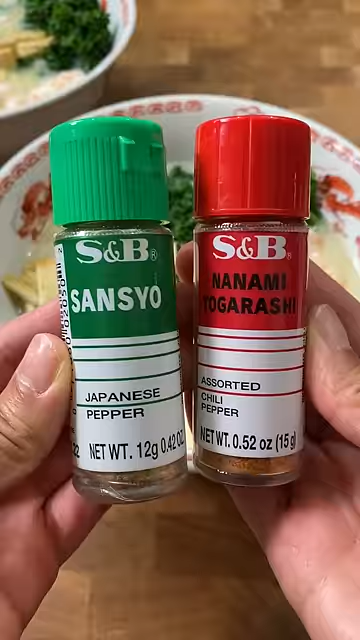 S&B®
SANSYO
JAPANESE
PEPPER
NET WT. 12g 0.42 OZ
S&B®
NANAMI
TOGARASHI
ASSORTED
CHILI
PEPPER
NET WT. 0.52 oz (15 g)